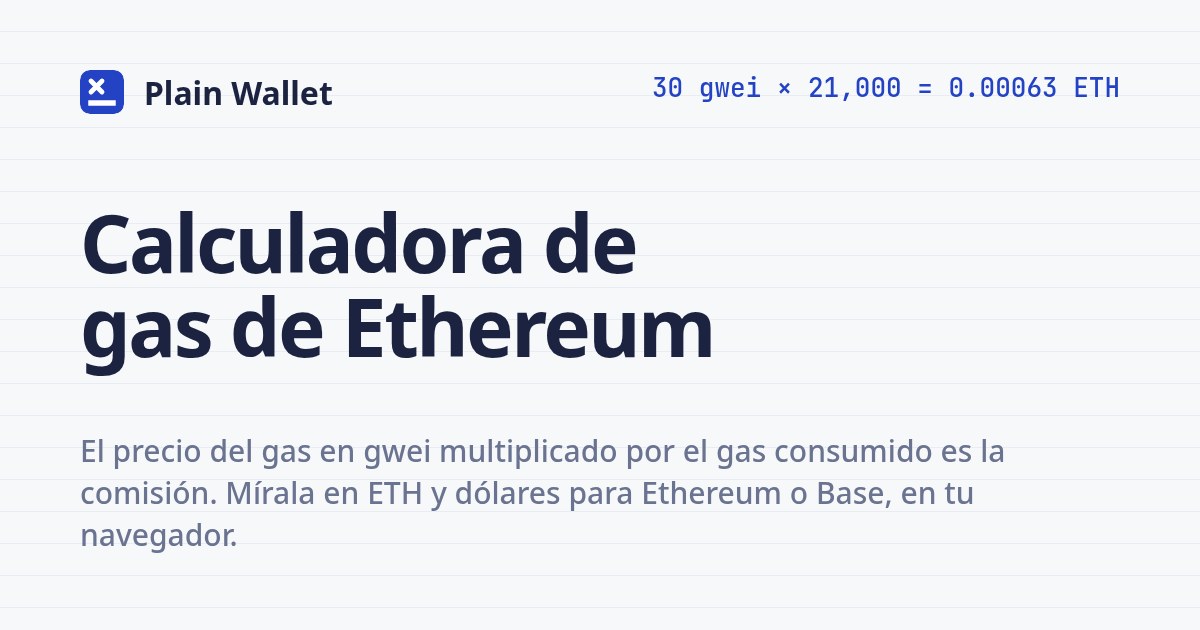 Plain Wallet
30 gwei × 21,000 = 0.00063 ETH
Calculadora de
gas de Ethereum
El precio del gas en gwei multiplicado por el gas consumido es la
comisión. Mírala en ETH y dólares para Ethereum o Base, en tu
navegador.